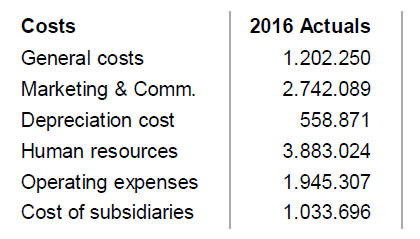 Costs 2016 Actuals
General costs 1.202.250
Marketing & Comm. 2.742.089
Depreciation cost 558.871
Human resources 3.883.024
Operating expenses 1.945.307
Cost of subsidiaries 1.033.696